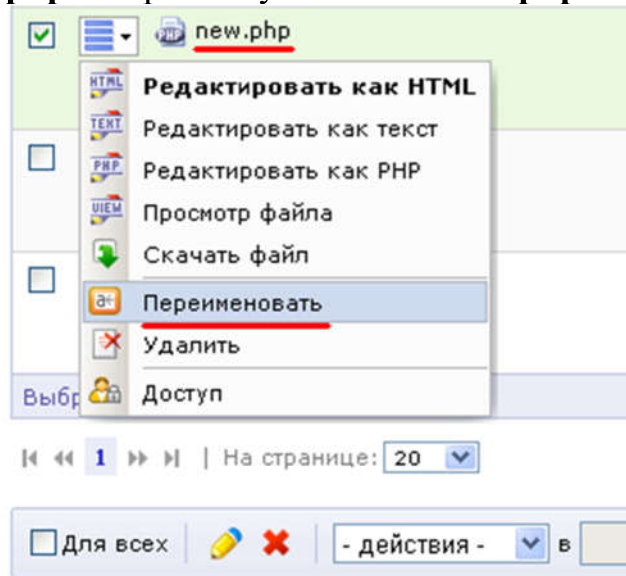 new.php
Редактировать как HTML
Редактировать как текст
Редактировать как PHP
Просмотр файла
Скачать файл
Переименовать
Удалить
Доступ
Выбр
1 | На странице: 20
Для всех - действия - в